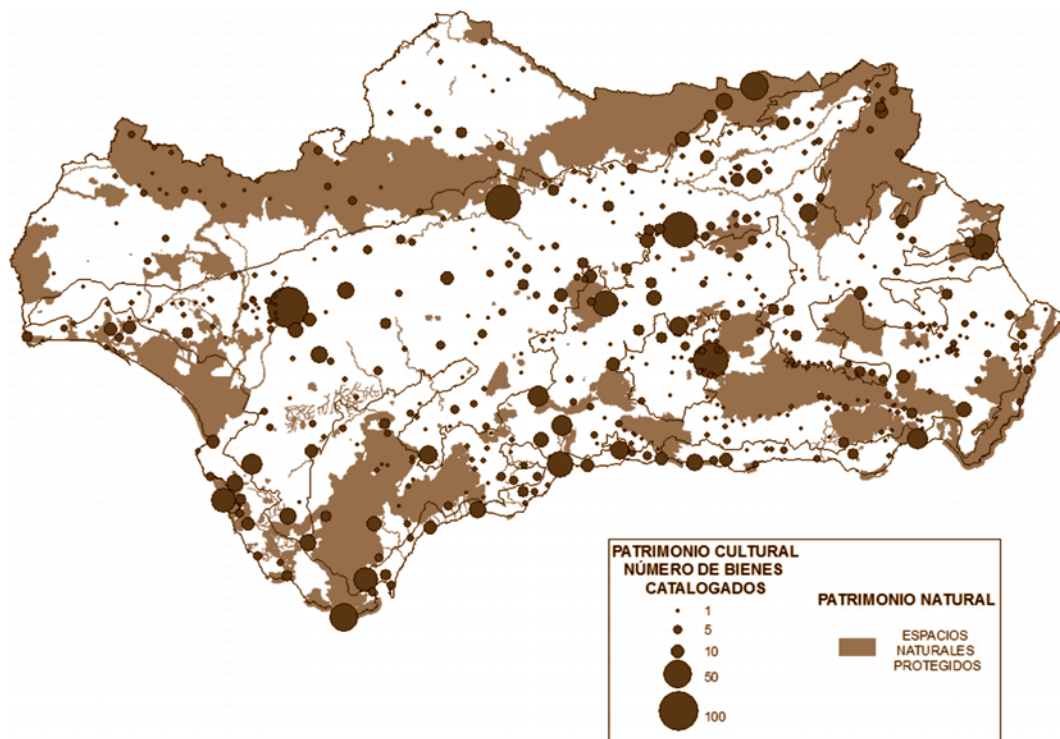 PATRIMONIO CULTURAL
NÚMERO DE BIENES
CATALOGADOS
1
5
10
50
100
PATRIMONIO NATURAL
ESPACIOS
NATURALES
PROTEGIDOS